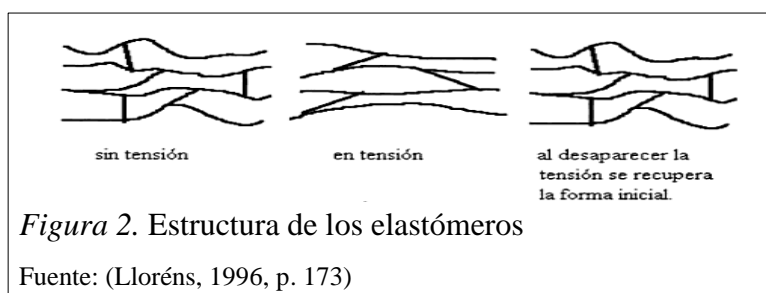 sin tensión
en tensión
al desaparecer la
tensión se recupera
la forma inicial.
Figura 2. Estructura de los elastómeros
Fuente: (Lloréns, 1996, p. 173)